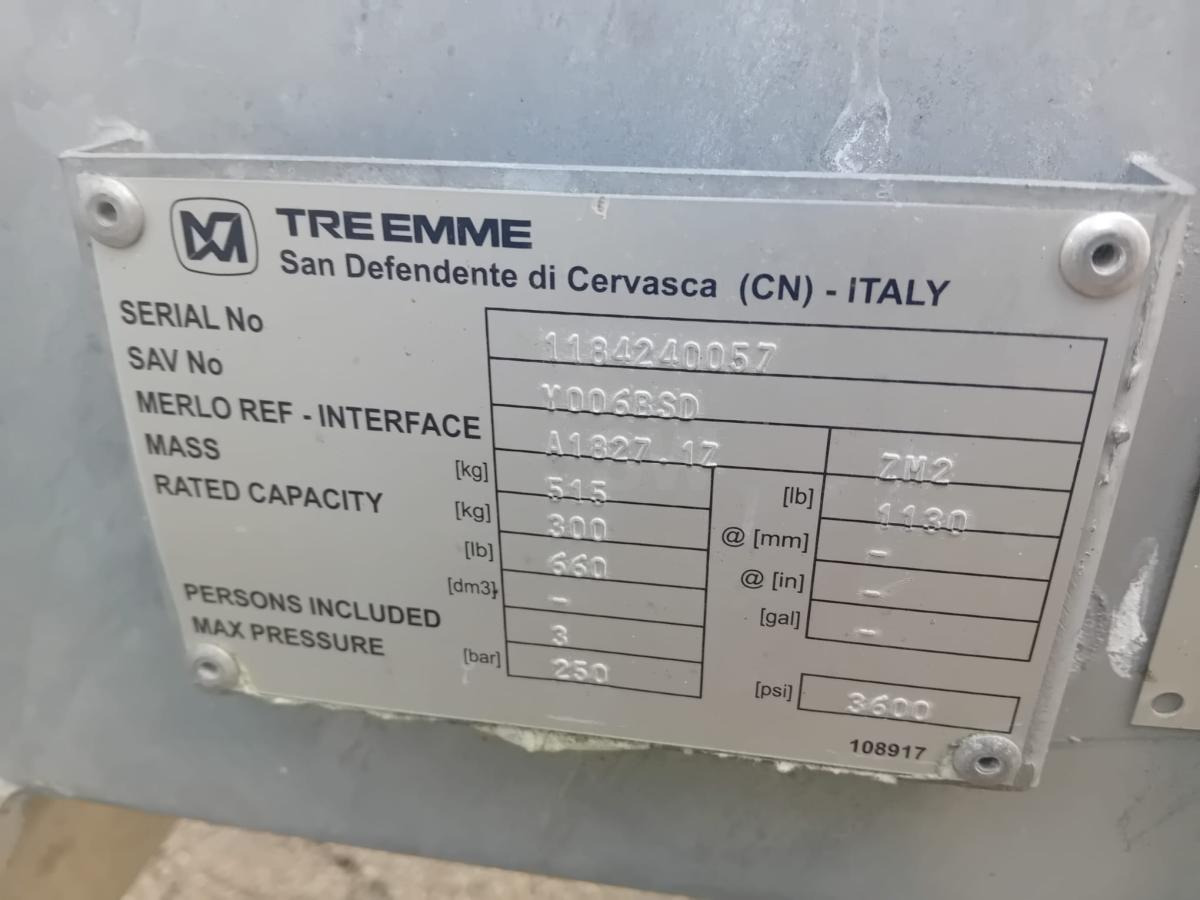 TRE EMME
San Defendente di Cervasca (CN) - ITALY
SERIAL No 1184240057
SAV No Y006BSD
MERLO REF - INTERFACE A1827.1Z ZM2
MASS [kg] 515 [lb] 1130
RATED CAPACITY [kg] 300 @ [mm] -
[lb] 660 @ [in] -
[dm3} - [gal] -
PERSONS INCLUDED 3
MAX PRESSURE [bar] 250 [psi] 3600
108917